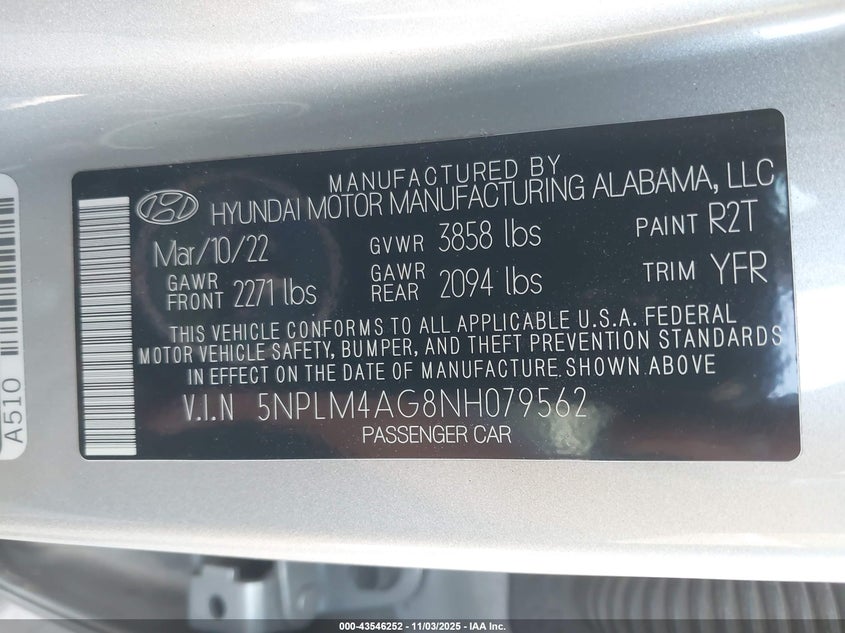 A510
MANUFACTURED BY
HYUNDAI MOTOR MANUFACTURING ALABAMA, LLC
Mar/10/22 GVWR 3858 lbs PAINT R2T
GAWR FRONT 2271 lbs GAWR REAR 2094 lbs TRIM YFR
THIS VEHICLE CONFORMS TO ALL APPLICABLE U.S.A. FEDERAL
MOTOR VEHICLE SAFETY, BUMPER, AND THEFT PREVENTION STANDARDS
IN EFFECT ON THE DATE OF MANUFACTURE SHOWN ABOVE.
V.I.N 5NPLM4AG8NH079562
PASSENGER CAR
000-43546252 - 11/03/2025 - IAA Inc.